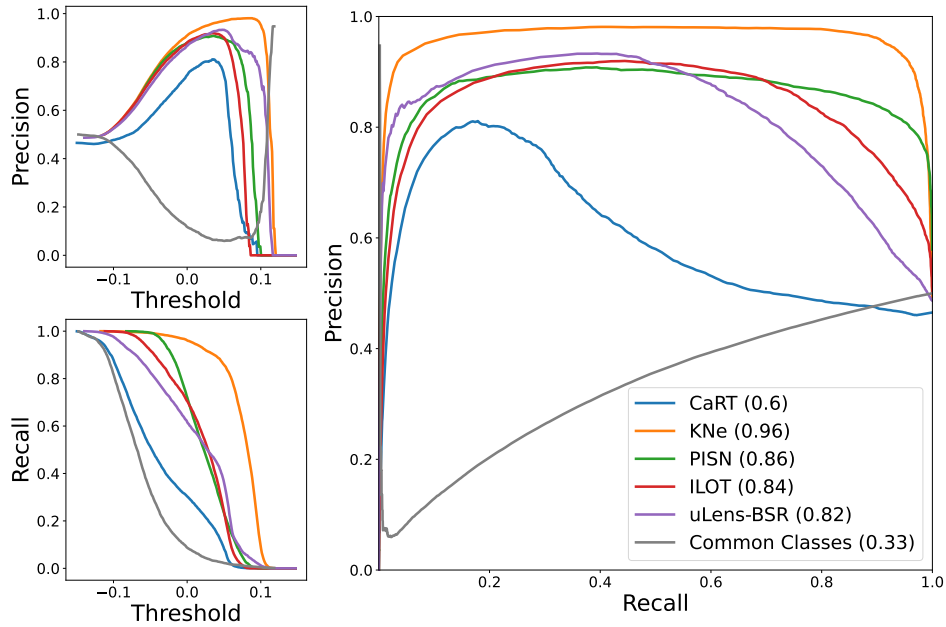 1.0
0.8
0.6
0.4
0.2
0.0
Precision
−0.1
0.0
0.1
Threshold
1.0
0.8
0.6
0.4
0.2
0.0
Recall
−0.1
0.0
0.1
Threshold
1.0
0.8
0.6
0.4
0.2
0.0
Precision
0.2
0.4
0.6
0.8
1.0
Recall
CaRT (0.6)
KNe (0.96)
PISN (0.86)
ILOT (0.84)
uLens-BSR (0.82)
Common Classes (0.33)